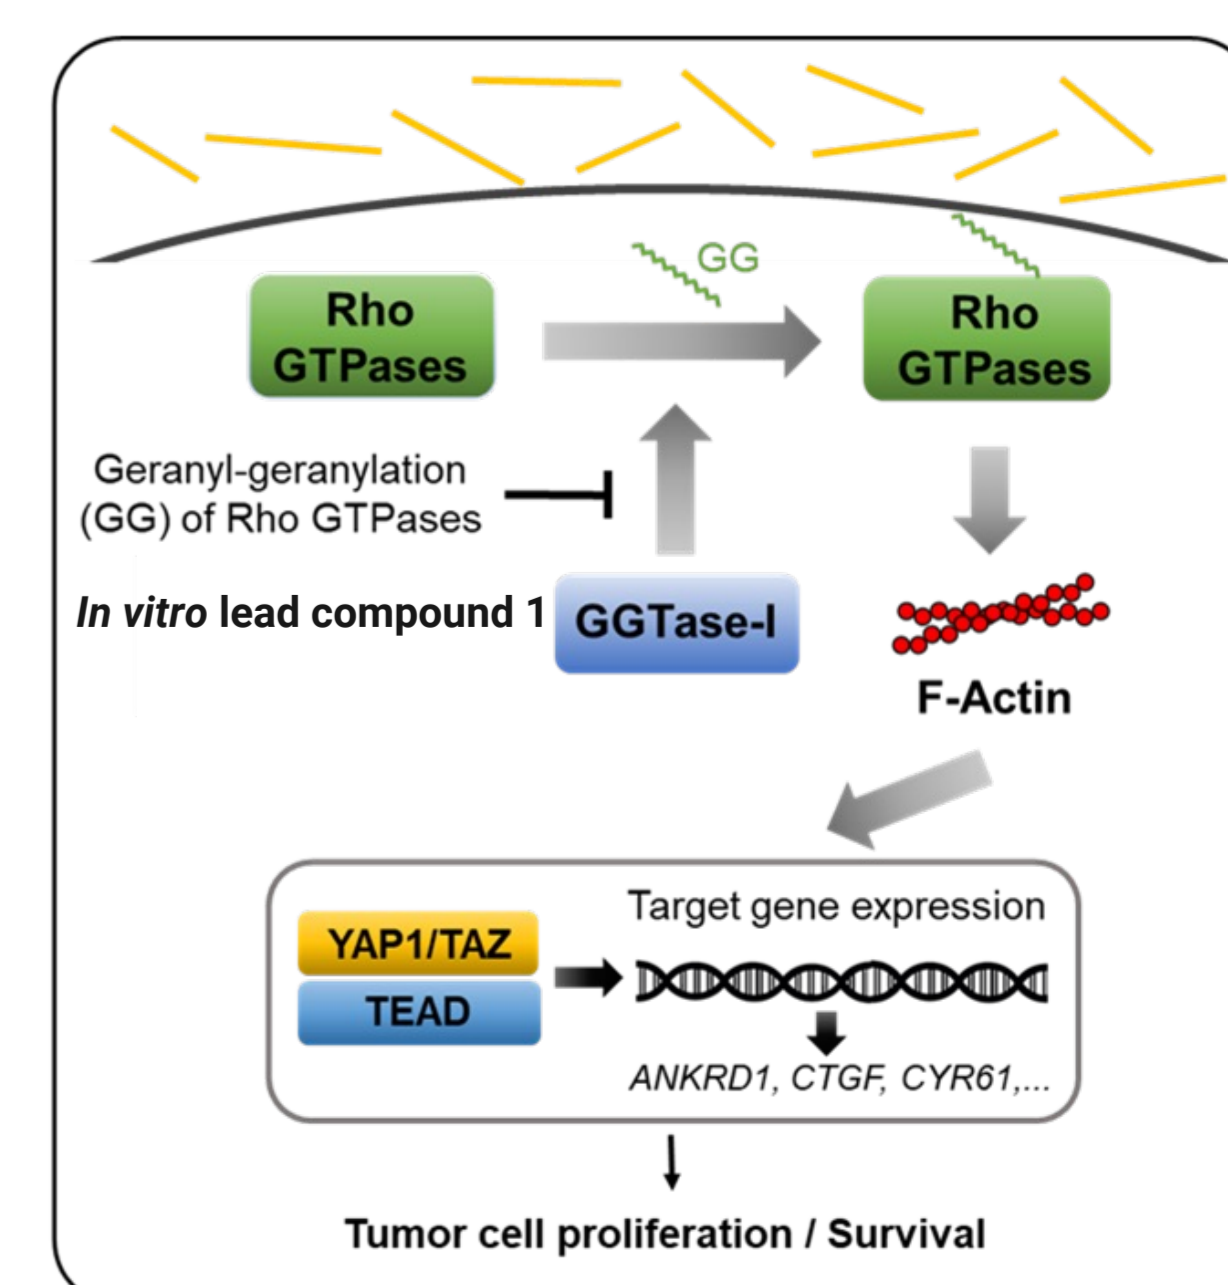 GG
Rho
GTPases
Rho
GTPases
Geranyl-geranylation
(GG) of Rho GTPases
In vitro lead compound 1
GGTase-I
F-Actin
YAP1/TAZ
TEAD
Target gene expression
ANKRD1, CTGF, CYR61,...
Tumor cell proliferation / Survival